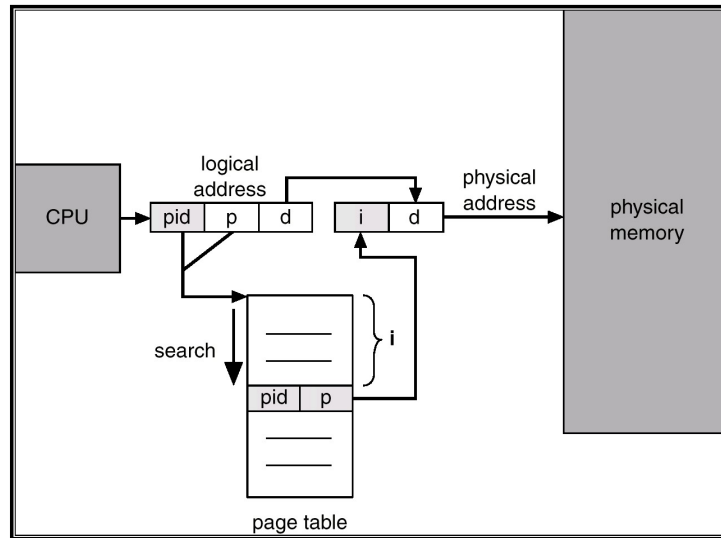 logical
address
physical
address
CPU
pid p d
i d
physical
memory
search
i
pid p
page table